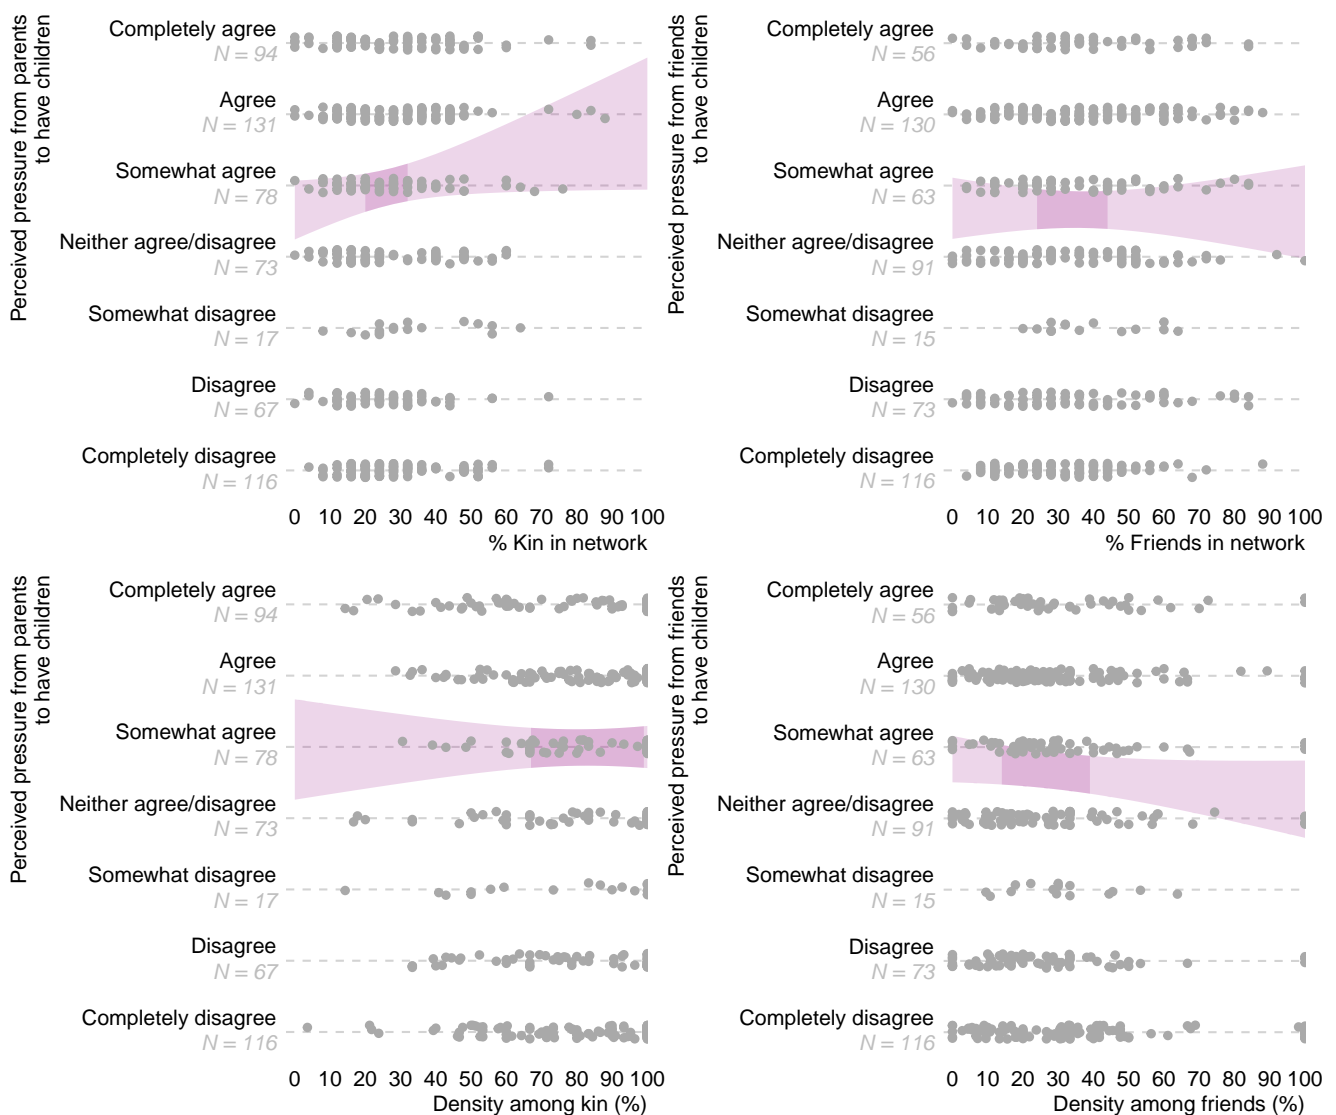 Perceived pressure from parents
to have children
Completely agree
N = 94
Agree
N = 131
Somewhat agree
N = 78
Neither agree/disagree
N = 73
Somewhat disagree
N = 17
Disagree
N = 67
Completely disagree
N = 116
0 10 20 30 40 50 60 70 80 90 100
% Kin in network
Perceived pressure from friends
to have children
Completely agree
N = 56
Agree
N = 130
Somewhat agree
N = 63
Neither agree/disagree
N = 91
Somewhat disagree
N = 15
Disagree
N = 73
Completely disagree
N = 116
0 10 20 30 40 50 60 70 80 90 100
% Friends in network
Perceived pressure from parents
to have children
Completely agree
N = 94
Agree
N = 131
Somewhat agree
N = 78
Neither agree/disagree
N = 73
Somewhat disagree
N = 17
Disagree
N = 67
Completely disagree
N = 116
0 10 20 30 40 50 60 70 80 90 100
Density among kin (%)
Perceived pressure from friends
to have children
Completely agree
N = 56
Agree
N = 130
Somewhat agree
N = 63
Neither agree/disagree
N = 91
Somewhat disagree
N = 15
Disagree
N = 73
Completely disagree
N = 116
0 10 20 30 40 50 60 70 80 90 100
Density among friends (%)